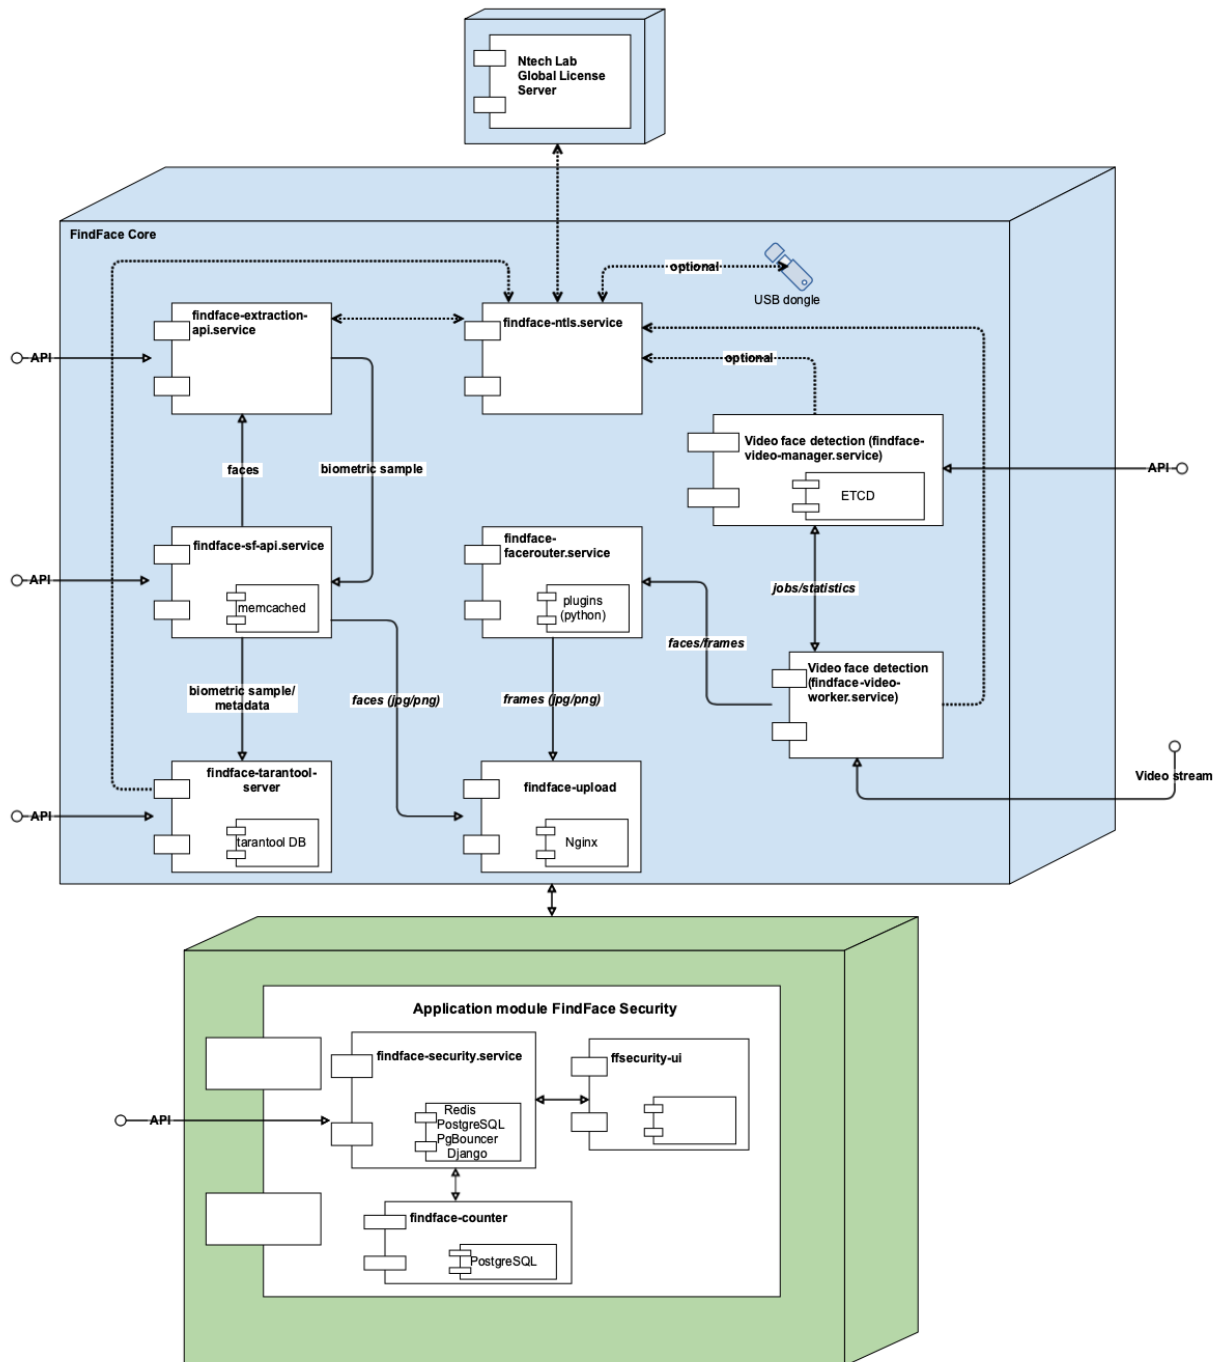 Ntech Lab
Global License
Server
FindFace Core
optional
USB dongle
findface-extraction-
api.service
findface-ntls.service
API
optional
faces
biometric sample
Video face detection (findface-
video-manager.service)
ETCD
API
findface-sf-api.service
memcached
API
findface-
facerouter.service
plugins
(python)
jobs/statistics
faces/frames
biometric sample/
metadata
faces (jpg/png)
frames (jpg/png)
Video face detection
(findface-video-
worker.service)
findface-tarantool-
server
tarantool DB
API
findface-upload
Nginx
Video stream
Application module FindFace Security
findface-security.service
Redis
PostgreSQL
PgBouncer
Django
ffsecurity-ui
API
findface-counter
PostgreSQL